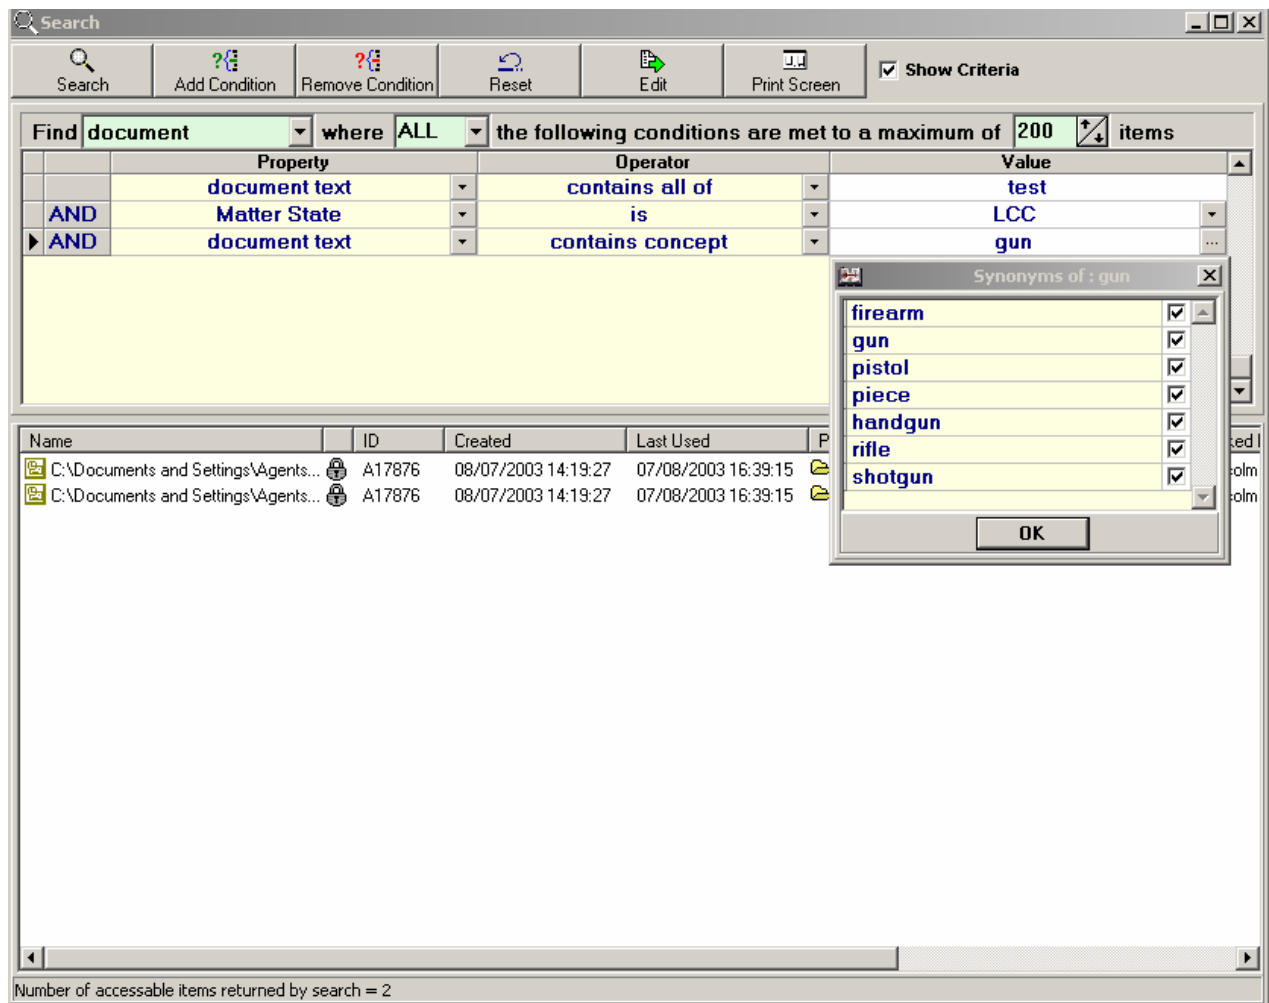 Search
Search Add Condition Remove Condition Reset Edit Print Screen Show Criteria
Find document where ALL the following conditions are met to a maximum of 200 items
Property Operator Value
document text contains all of test
AND Matter State is LCC
AND document text contains concept gun
Synonyms of : gun
firearm
gun
pistol
piece
handgun
rifle
shotgun
OK
Name ID Created Last Used P ked I
C:\Documents and Settings\Agents... A17876 08/07/2003 14:19:27 07/08/2003 16:39:15 colm
C:\Documents and Settings\Agents... A17876 08/07/2003 14:19:27 07/08/2003 16:39:15 colm
Number of accessable items returned by search = 2